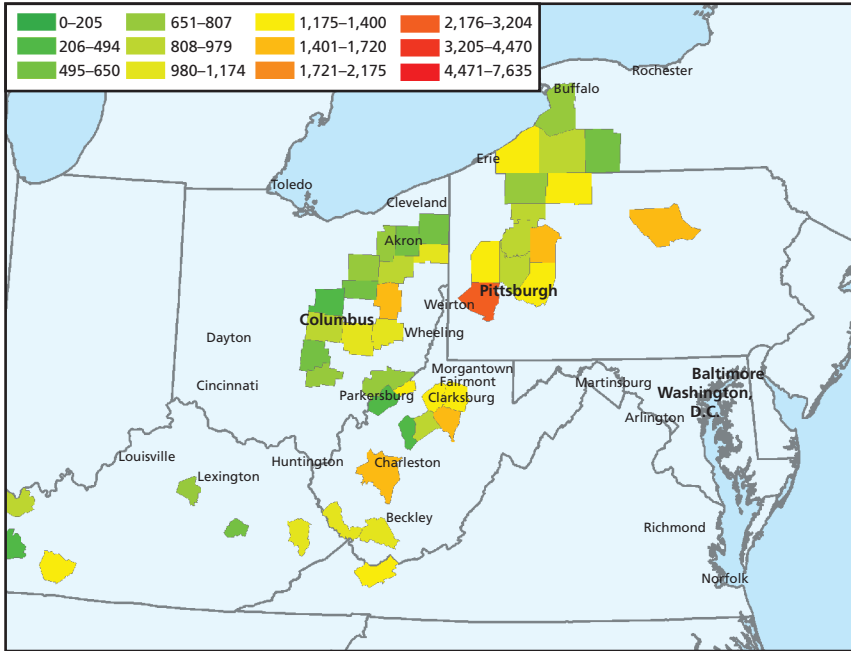 0–205
206–494
495–650
651–807
808–979
980–1,174
1,175–1,400
1,401–1,720
1,721–2,175
2,176–3,204
3,205–4,470
4,471–7,635
Rochester
Buffalo
Erie
Toledo
Cleveland
Akron
Pittsburgh
Weirton
Columbus
Wheeling
Dayton
Morgantown
Fairmont
Baltimore
Martinsburg
Washington,
D.C.
Cincinnati
Parkersburg
Clarksburg
Arlington
Louisville
Huntington
Charleston
Lexington
Beckley
Richmond
Norfolk